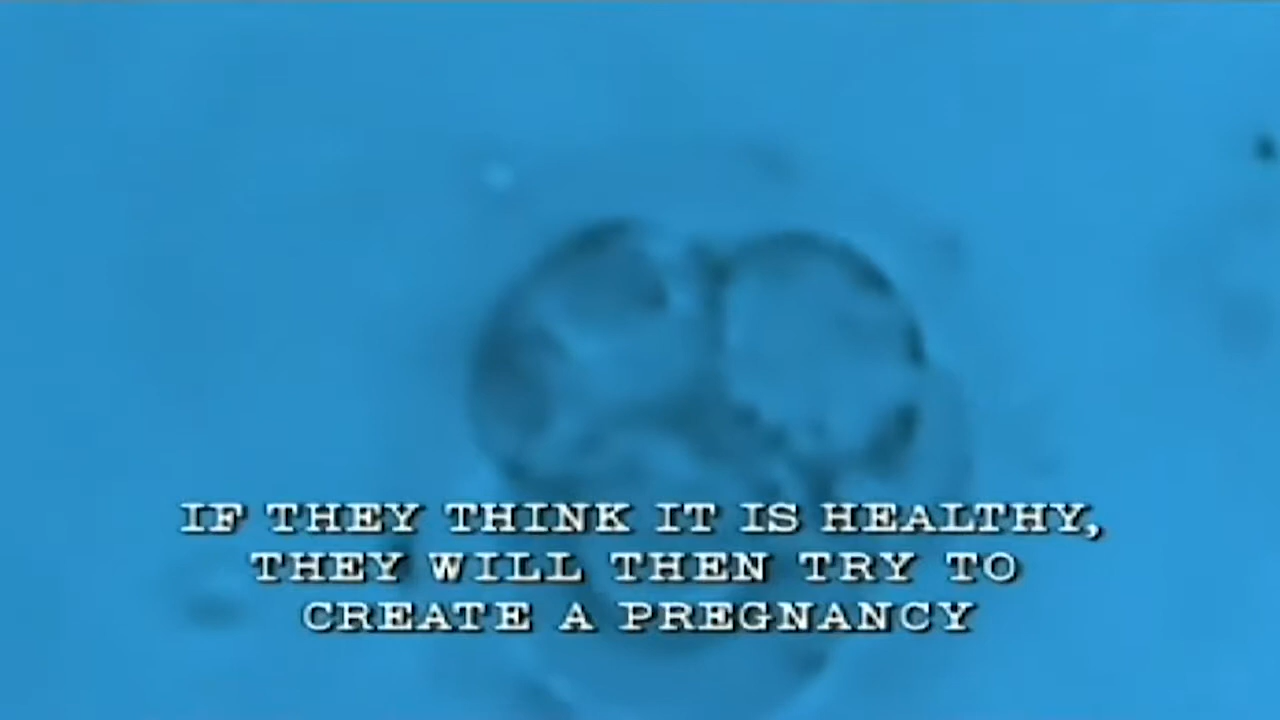 IF THEY THINK IT IS HEALTHY,
THEY WILL THEN TRY TO
CREATE A PREGNANCY